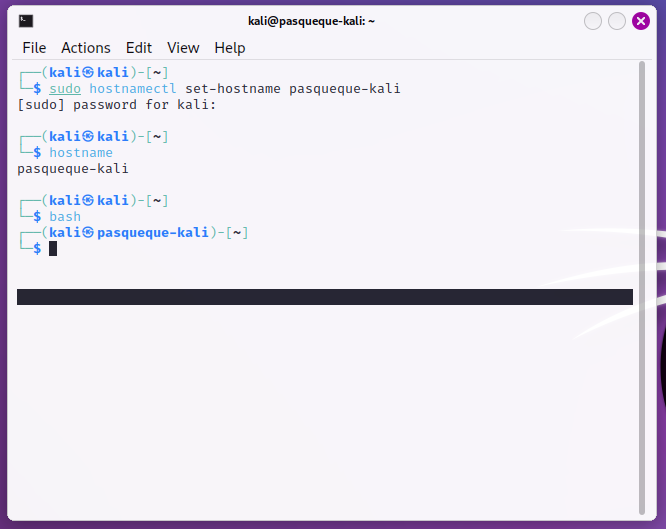 kali@pasqueque-kali: ~
File Actions Edit View Help
┌──(kali㉿kali)-[~]
└─$ sudo hostnamectl set-hostname pasqueque-kali
[sudo] password for kali:
┌──(kali㉿kali)-[~]
└─$ hostname
pasqueque-kali
┌──(kali㉿kali)-[~]
└─$ bash
┌──(kali㉿pasqueque-kali)-[~]
└─$